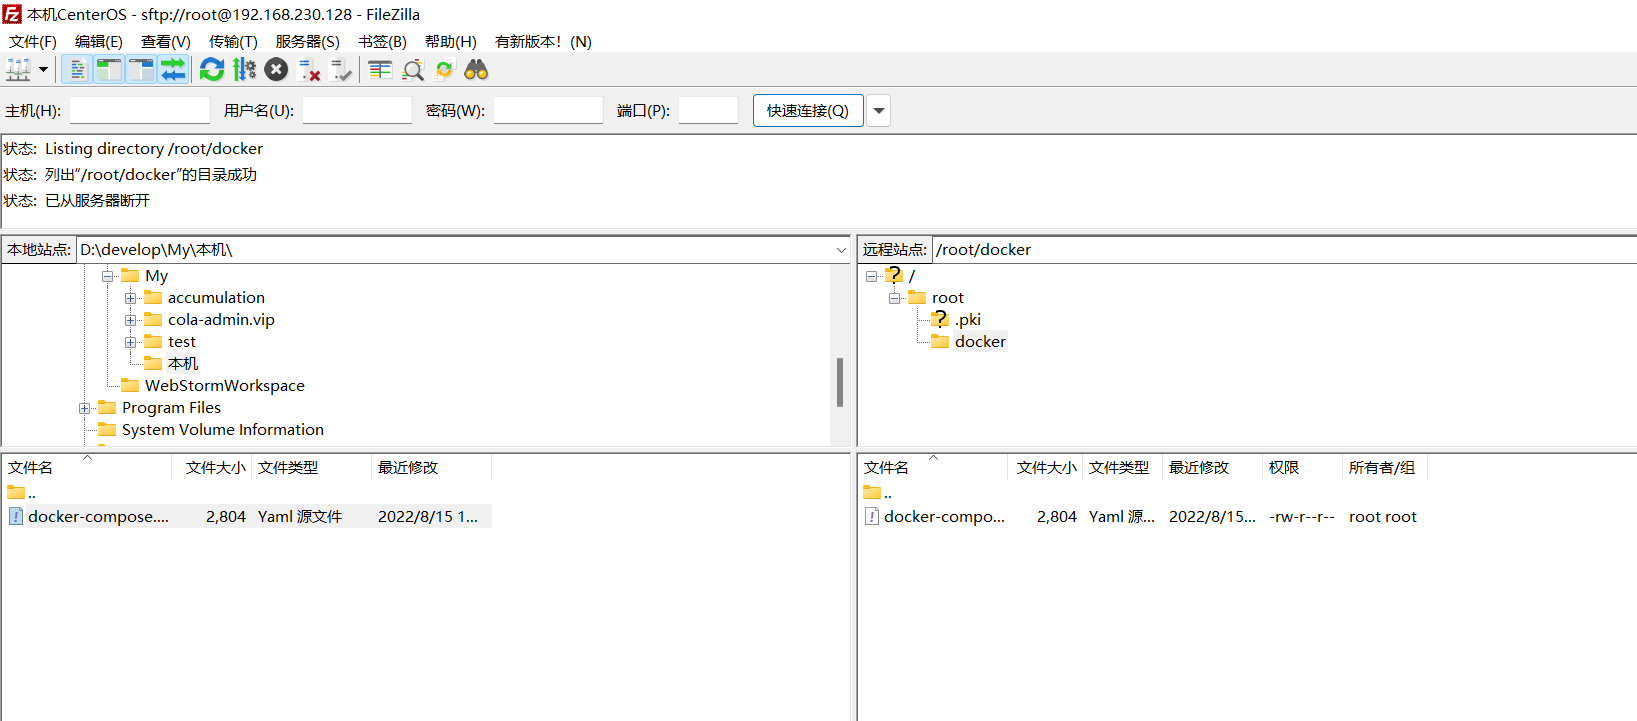 本机CenterOS - sftp://root@192.168.230.128 - FileZilla
文件(F) 编辑(E) 查看(V) 传输(T) 服务器(S) 书签(B) 帮助(H) 有新版本！(N)
主机(H): 用户名(U): 密码(W): 端口(P): 快速连接(Q)
状态: Listing directory /root/docker
状态: 列出“/root/docker”的目录成功
状态: 已从服务器断开
本地站点: D:\develop\My\本机\
My
accumulation
cola-admin.vip
test
本机
WebStormWorkspace
Program Files
System Volume Information
文件名 文件大小 文件类型 最近修改
..
docker-compose.... 2,804 Yaml 源文件 2022/8/15 1...
远程站点: /root/docker
/
root
.pki
docker
文件名 文件大小 文件类型 最近修改 权限 所有者/组
..
docker-compo... 2,804 Yaml 源... 2022/8/15... -rw-r--r-- root root